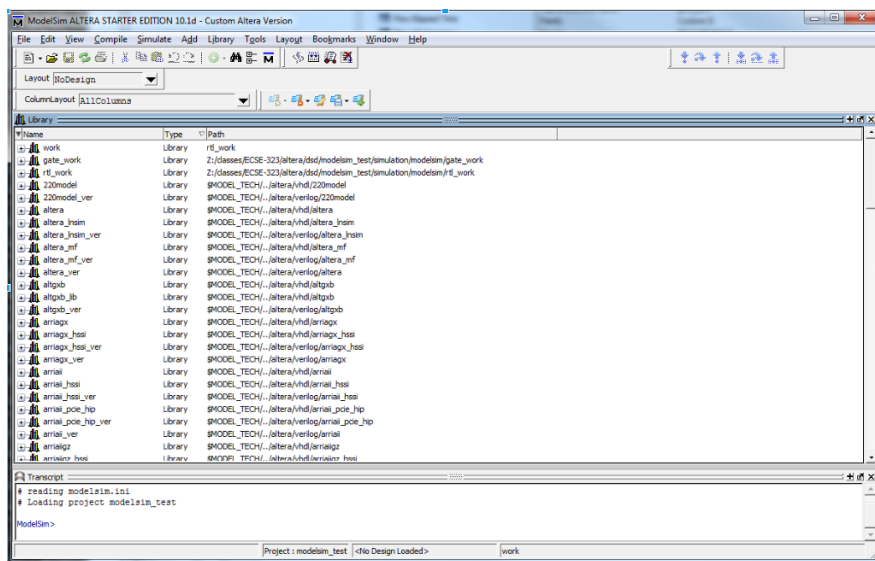 ModelSim ALTERA STARTER EDITION 10.1d - Custom Altera Version
File Edit View Compile Simulate Add Library Tools Layout Bookmarks Window Help
Layout NoDesign
ColumnLayout AllColumns
Library
Name Type Path
work Library rtl_work
gate_work Library Z:/classes/ECSE-323/altera/dsd/modelsim_test/simulation/modelsim/gate_work
rtl_work Library Z:/classes/ECSE-323/altera/dsd/modelsim_test/simulation/modelsim/rtl_work
220model Library $MODEL_TECH/../altera/vhdl/220model
220model_ver Library $MODEL_TECH/../altera/verilog/220model
altera Library $MODEL_TECH/../altera/vhdl/altera
altera_lnsim Library $MODEL_TECH/../altera/vhdl/altera_lnsim
altera_lnsim_ver Library $MODEL_TECH/../altera/verilog/altera_lnsim
altera_mf Library $MODEL_TECH/../altera/vhdl/altera_mf
altera_mf_ver Library $MODEL_TECH/../altera/verilog/altera_mf
altera_ver Library $MODEL_TECH/../altera/verilog/altera
altgxb Library $MODEL_TECH/../altera/vhdl/altgxb
altgxb_lib Library $MODEL_TECH/../altera/vhdl/altgxb
altgxb_ver Library $MODEL_TECH/../altera/verilog/altgxb
arriagx Library $MODEL_TECH/../altera/vhdl/arriagx
arriagx_hssi Library $MODEL_TECH/../altera/vhdl/arriagx_hssi
arriagx_hssi_ver Library $MODEL_TECH/../altera/verilog/arriagx_hssi
arriagx_ver Library $MODEL_TECH/../altera/verilog/arriagx
arriaii Library $MODEL_TECH/../altera/vhdl/arriaii
arriaii_hssi Library $MODEL_TECH/../altera/vhdl/arriaii_hssi
arriaii_hssi_ver Library $MODEL_TECH/../altera/verilog/arriaii_hssi
arriaii_pcie_hip Library $MODEL_TECH/../altera/vhdl/arriaii_pcie_hip
arriaii_pcie_hip_ver Library $MODEL_TECH/../altera/verilog/arriaii_pcie_hip
arriaii_ver Library $MODEL_TECH/../altera/verilog/arriaii
arriaiigz Library $MODEL_TECH/../altera/vhdl/arriaiigz
arriaiigz_hssi Library $MODEL_TECH/../altera/vhdl/arriaiigz_hssi
Transcript
# reading modelsim.ini
# Loading project modelsim_test
ModelSim>
Project : modelsim_test <No Design Loaded> work